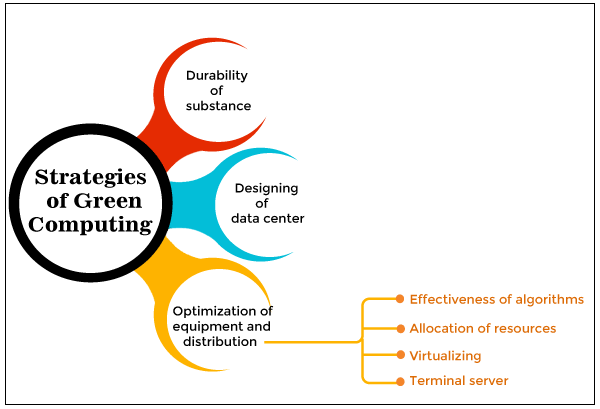 Strategies
of Green
Computing
Durability
of
substance
Designing
of
data center
Optimization of
equipment and
distribution
Effectiveness of algorithms
Allocation of resources
Virtualizing
Terminal server